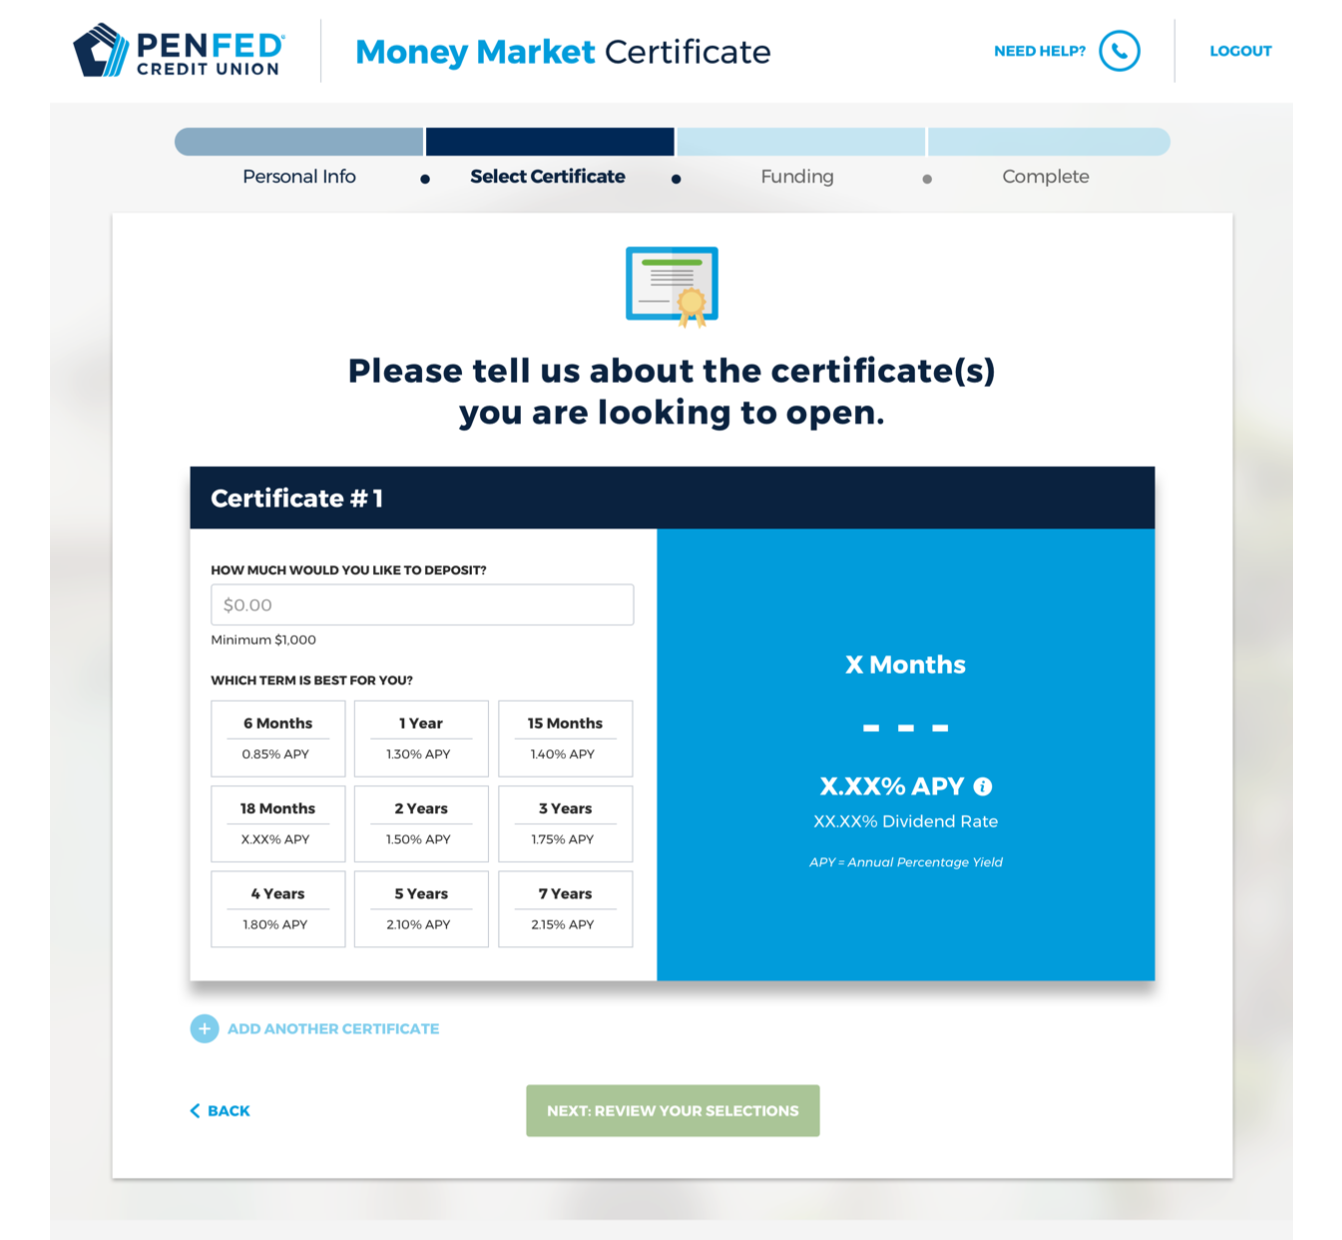 PENFED®
CREDIT UNION
Money Market Certificate
NEED HELP?
LOGOUT
Personal Info
Select Certificate
Funding
Complete
Please tell us about the certificate(s)
you are looking to open.
Certificate # 1
HOW MUCH WOULD YOU LIKE TO DEPOSIT?
$0.00
Minimum $1,000
WHICH TERM IS BEST FOR YOU?
6 Months
0.85% APY
1 Year
1.30% APY
15 Months
1.40% APY
18 Months
X.XX% APY
2 Years
1.50% APY
3 Years
1.75% APY
4 Years
1.80% APY
5 Years
2.10% APY
7 Years
2.15% APY
X Months
- - -
X.XX% APY i
XX.XX% Dividend Rate
APY = Annual Percentage Yield
+ ADD ANOTHER CERTIFICATE
< BACK
NEXT: REVIEW YOUR SELECTIONS